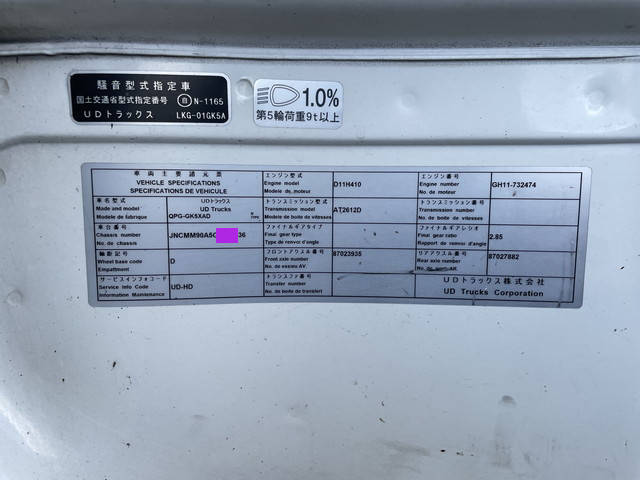 騒音型式指定車
国土交通省型式指定番号 自 N-1165
UDトラックス LKG-01GK5A
1.0%
第5輪荷重9t以上
車両主要諸元表
VEHICLE SPECIFICATIONS
SPECIFICATIONS DE VEHICULE
車名型式 UDトラックス
Make and model UD Trucks
Modele de fabrique QPG-GK5XAD
車台番号
Chassis number JNCMM90A5 36
No. de chassis
軸距記号
Wheel base code D
Empattment
サービスインフォコード
Service Info Code UD-HD
Information Maintenance
エンジン型式
Engine model D11H410
Modele de moteur
トランスミッション型式
Transmission model AT2612D
Modele de boite de vitesses
ファイナルギアタイプ
Final gear type
Type de renvoi d'angle
フロントアクスル番号 87023935
Front axle number
No. de essieu AV.
トランスファ番号
Transfer number
No. de boite de transfert
エンジン番号
Engine number GH11-732474
No. de moteur
トランスミッション番号
Transmission number
No. de boite de vitesses
ファイナルギアレシオ
Final gear ratio 2.85
Rapport de renvoi d'angle
リアアクスル番号
Rear axle number 87027882
No. de pont AR.
UDトラックス株式会社
UD Trucks Corporation